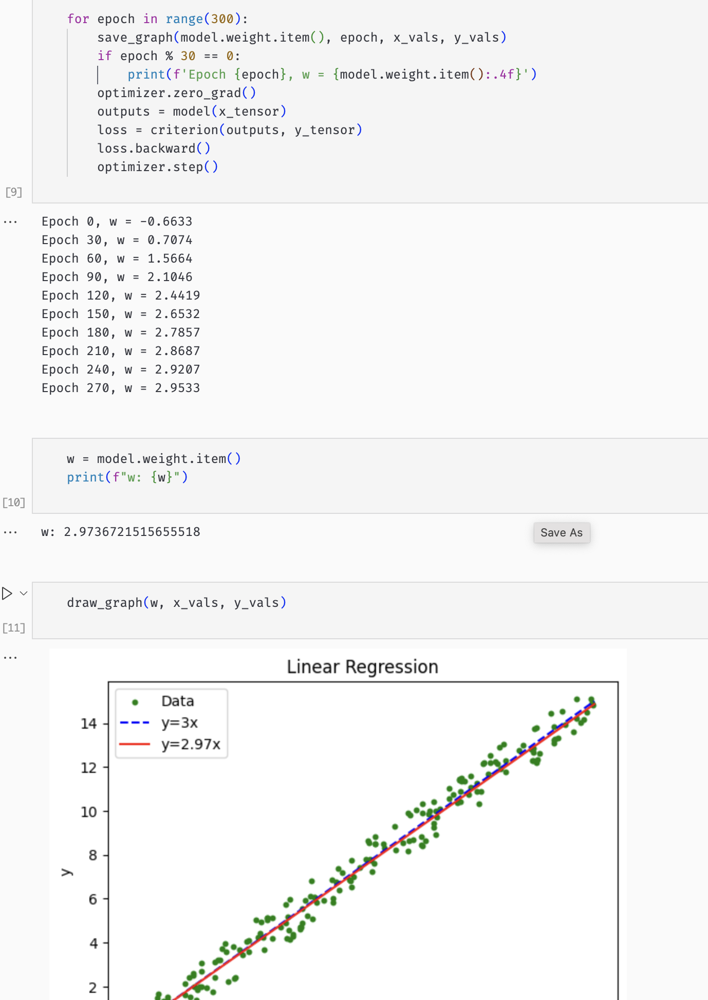 for epoch in range(300):
    save_graph(model.weight.item(), epoch, x_vals, y_vals)
    if epoch % 30 == 0:
        print(f'Epoch {epoch}, w = {model.weight.item():.4f}')
    optimizer.zero_grad()
    outputs = model(x_tensor)
    loss = criterion(outputs, y_tensor)
    loss.backward()
    optimizer.step()
[9]
Epoch 0, w = -0.6633
Epoch 30, w = 0.7074
Epoch 60, w = 1.5664
Epoch 90, w = 2.1046
Epoch 120, w = 2.4419
Epoch 150, w = 2.6532
Epoch 180, w = 2.7857
Epoch 210, w = 2.8687
Epoch 240, w = 2.9207
Epoch 270, w = 2.9533
w = model.weight.item()
print(f"w: {w}")
[10]
w: 2.9736721515655518
Save As
draw_graph(w, x_vals, y_vals)
[11]
Linear Regression
Data
y=3x
y=2.97x
14
12
10
8
y
6
4
2